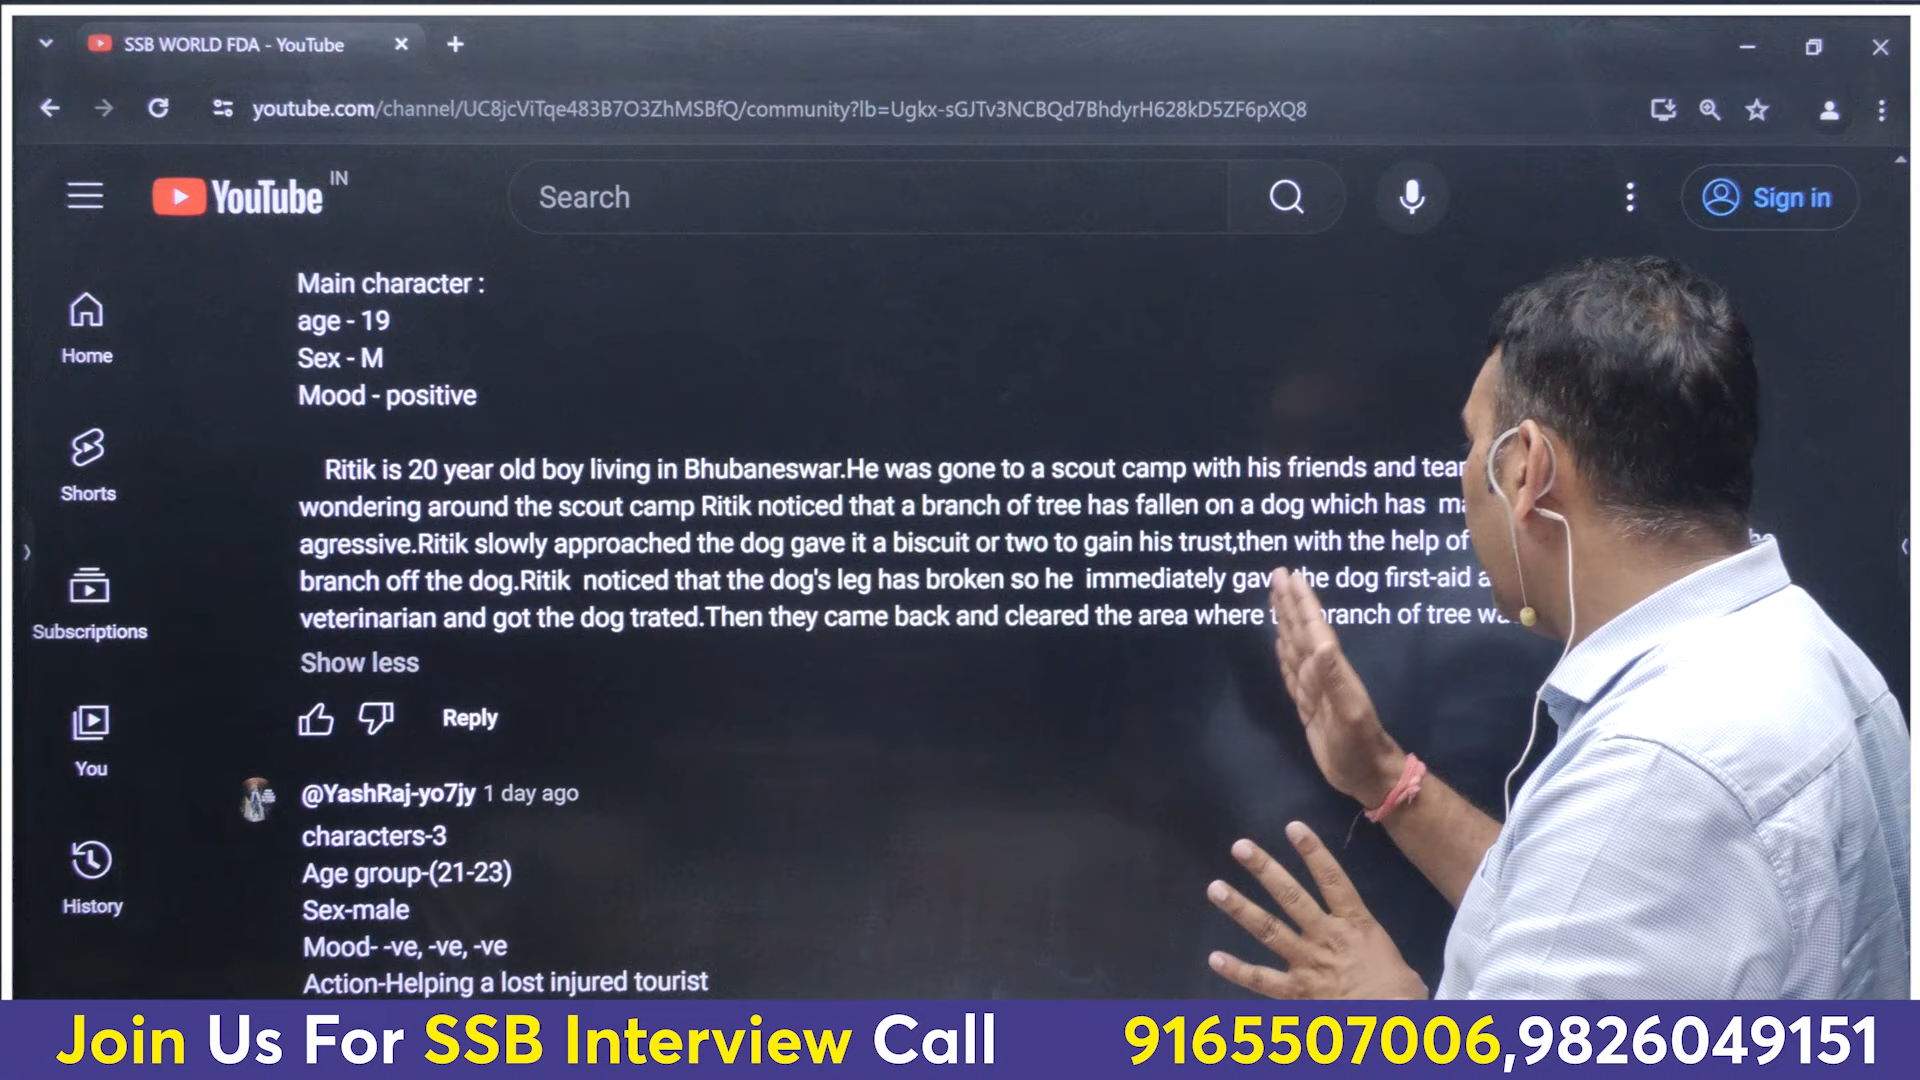 SSB WORLD FDA - YouTube
youtube.com/channel/UC8jcViTqe483B7O3ZhMSBfQ/community?lb=Ugkx-sGJTv3NCBQd7BhdyrH628kD5ZF6pXQ8
YouTube IN
Search
Sign in
Home
Shorts
Subscriptions
You
History
Main character :
age - 19
Sex - M
Mood - positive
Ritik is 20 year old boy living in Bhubaneswar.He was gone to a scout camp with his friends and
wondering around the scout camp Ritik noticed that a branch of tree has fallen on a dog which has
agressive.Ritik slowly approached the dog gave it a biscuit or two to gain his trust,then with the help of
branch off the dog.Ritik noticed that the dog's leg has broken so he immediately gave the dog first-aid
veterinarian and got the dog trated.Then they came back and cleared the area where branch of tree
Show less
Reply
@YashRaj-yo7jy 1 day ago
characters-3
Age group-(21-23)
Sex-male
Mood- -ve, -ve, -ve
Action-Helping a lost injured tourist
Join Us For SSB Interview Call 9165507006,9826049151